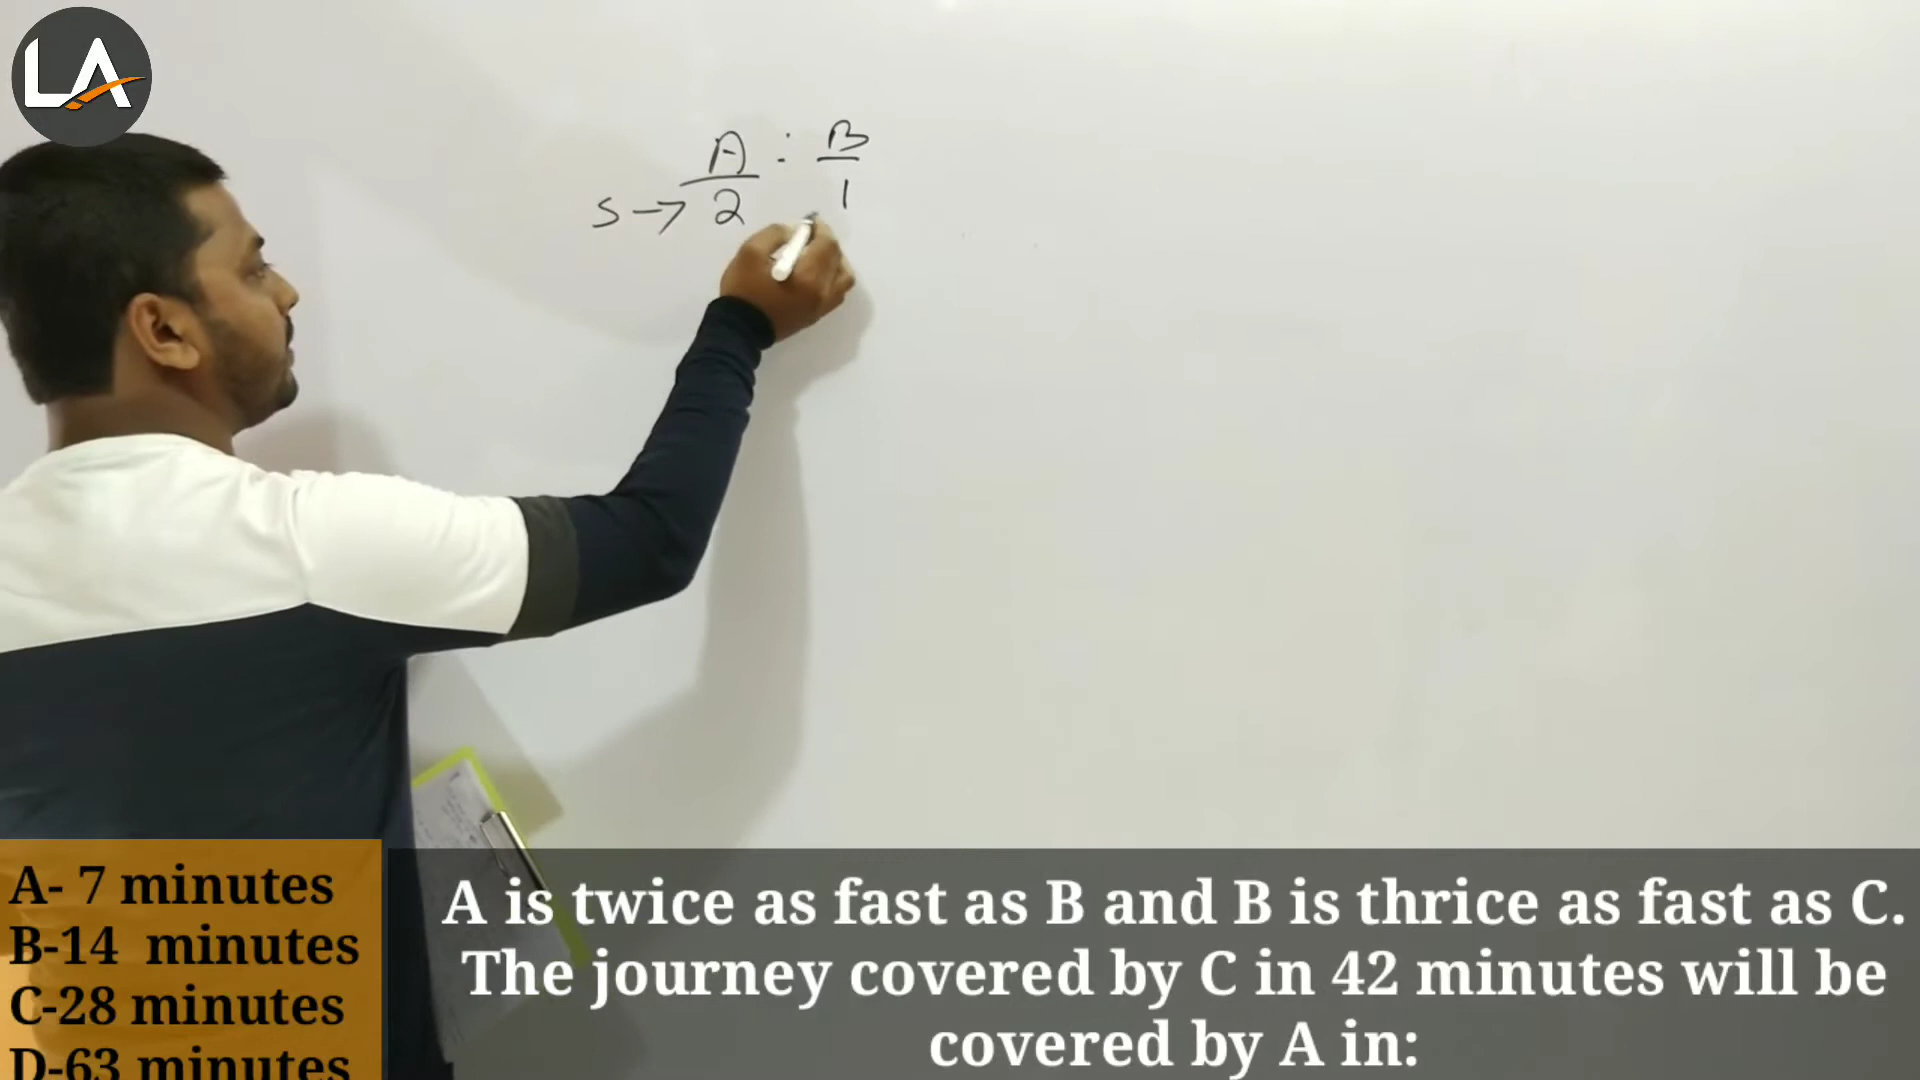 LA
A : B
S → 2 1
A- 7 minutes
B-14 minutes
C-28 minutes
D-63 minutes
A is twice as fast as B and B is thrice as fast as C.
The journey covered by C in 42 minutes will be
covered by A in: